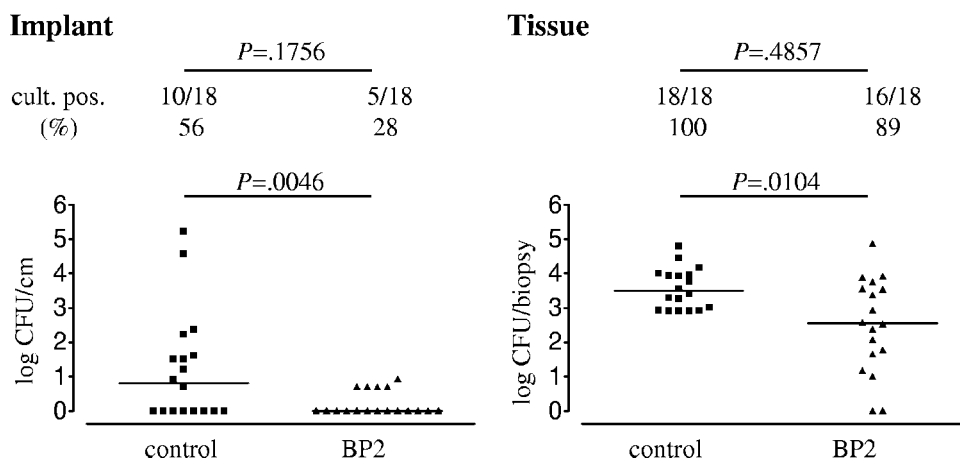 Implant
P=.1756
cult. pos. 10/18 5/18
(%) 56 28
P=.0046
log CFU/cm
6
5
4
3
2
1
0
control BP2
Tissue
P=.4857
18/18 16/18
100 89
P=.0104
log CFU/biopsy
6
5
4
3
2
1
0
control BP2